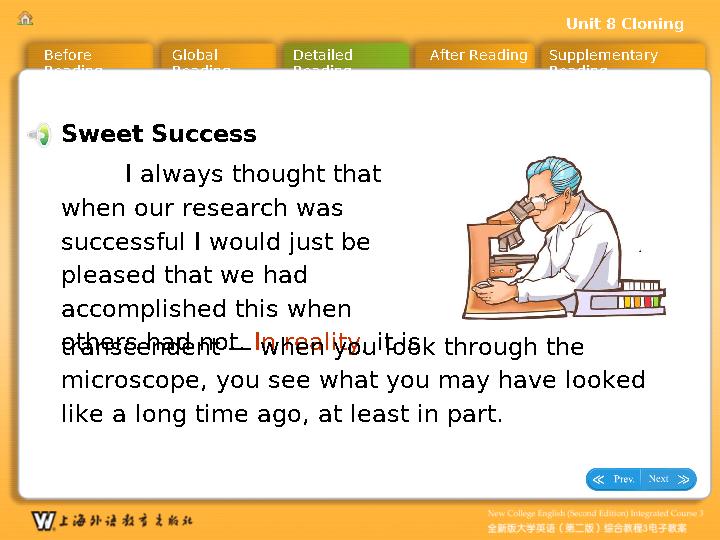 Unit 8 Cloning
Before Reading
Global Reading
Detailed Reading
After Reading
Supplementary Reading
Sweet Success
I always thought that
when our research was
successful I would just be
pleased that we had
accomplished this when
others had not. In reality, it is
transcendent — when you look through the
microscope, you see what you may have looked
like a long time ago, at least in part.
Prev. Next
上海外语教育出版社
New College English (Second Edition) Integrated Course 3
全新版大学英语（第二版）综合教程3电子教案